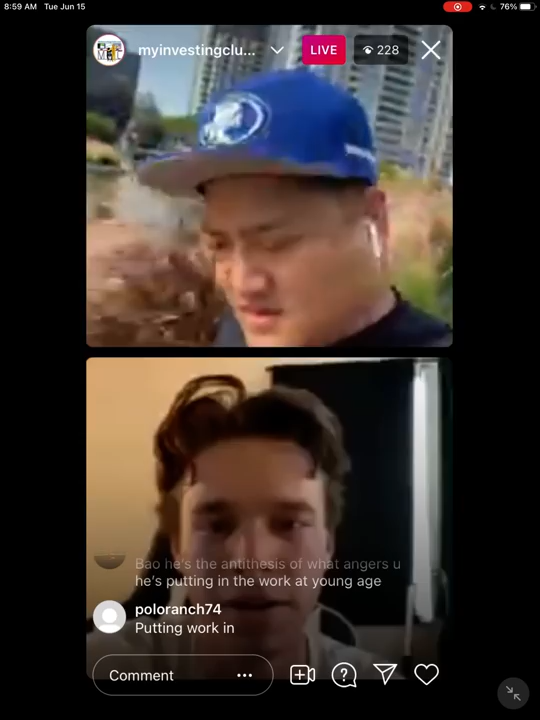 8:59 AM Tue Jun 15
76%
myinvestingclu...
LIVE
228
Bao he's the antithesis of what angers u
he's putting in the work at young age
poloranch74
Putting work in
Comment